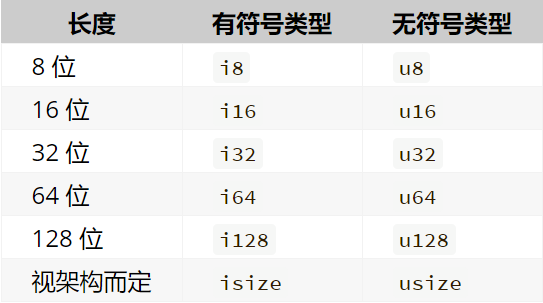 长度 有符号类型 无符号类型
8 位 i8 u8
16 位 i16 u16
32 位 i32 u32
64 位 i64 u64
128 位 i128 u128
视架构而定 isize usize